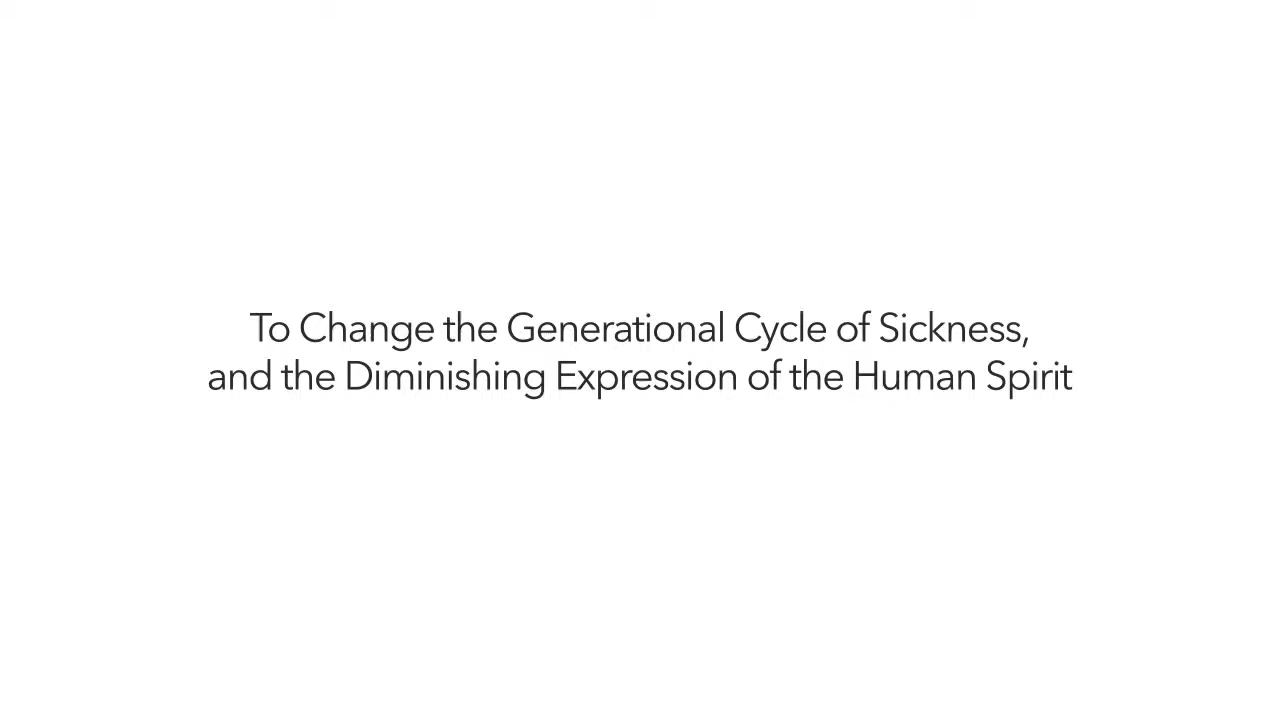 To Change the Generational Cycle of Sickness,
and the Diminishing Expression of the Human Spirit